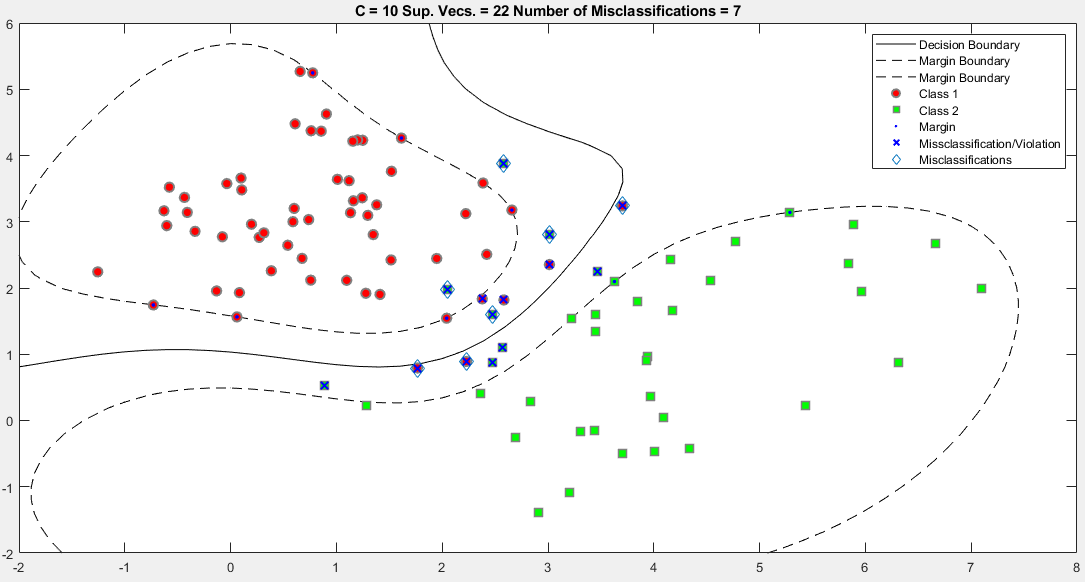 C = 10 Sup. Vecs. = 22 Number of Misclassifications = 7
6
5
4
3
2
1
0
-1
-2
-2 -1 0 1 2 3 4 5 6 7 8
Decision Boundary
Margin Boundary
Margin Boundary
Class 1
Class 2
Margin
Missclassification/Violation
Misclassifications